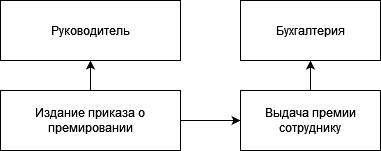 Руководитель
Бухгалтерия
Издание приказа о
премировании
Выдача премии
сотруднику